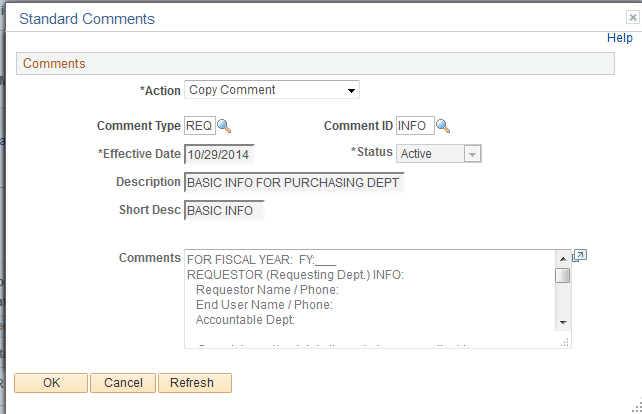 Standard Comments
Help
Comments
*Action Copy Comment
Comment Type REQ Comment ID INFO
*Effective Date 10/29/2014 *Status Active
Description BASIC INFO FOR PURCHASING DEPT
Short Desc BASIC INFO
Comments FOR FISCAL YEAR: FY:___
REQUESTOR (Requesting Dept.) INFO:
Requestor Name / Phone:
End User Name / Phone:
Accountable Dept:
OK Cancel Refresh